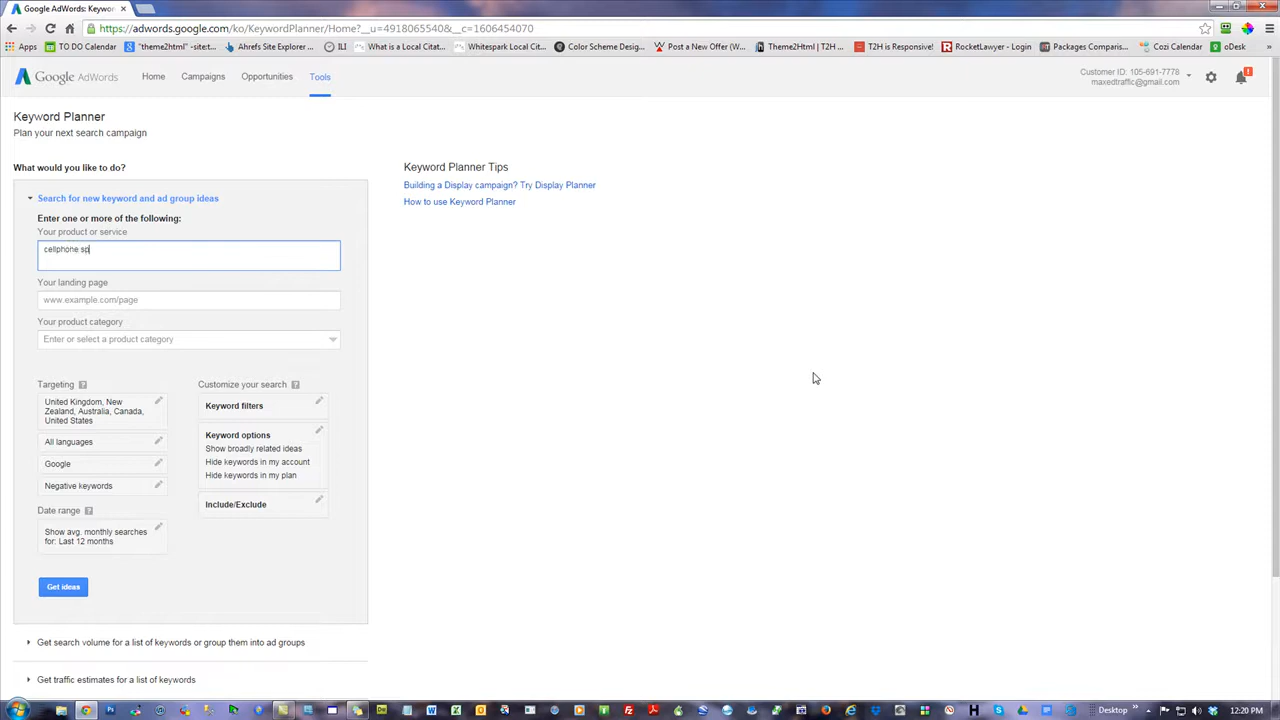 Google AdWords: Keyword
https://adwords.google.com/ko/KeywordPlanner/Home?__u=4918065540&__c=1606454070
Apps
TO DO Calendar
"theme2html" -sitet...
Ahrefs Site Explorer ...
ILI
What is a Local Citat...
Whitespark Local Cit...
Color Scheme Desig...
Post a New Offer (W...
Theme2Html | T2H ...
T2H is Responsive!
RocketLawyer - Login
Packages Comparis...
Cozi Calendar
oDesk
Google AdWords
Home
Campaigns
Opportunities
Tools
Customer ID: 105-691-7778
maxedtraffic@gmail.com
Keyword Planner
Plan your next search campaign
What would you like to do?
Search for new keyword and ad group ideas
Enter one or more of the following:
Your product or service
cellphone sp
Your landing page
www.example.com/page
Your product category
Enter or select a product category
Targeting ?
United Kingdom, New
Zealand, Australia, Canada,
United States
All languages
Google
Negative keywords
Date range ?
Show avg. monthly searches
for: Last 12 months
Customize your search ?
Keyword filters
Keyword options
Show broadly related ideas
Hide keywords in my account
Hide keywords in my plan
Include/Exclude
Get ideas
Get search volume for a list of keywords or group them into ad groups
Get traffic estimates for a list of keywords
Keyword Planner Tips
Building a Display campaign? Try Display Planner
How to use Keyword Planner
Desktop
12:20 PM